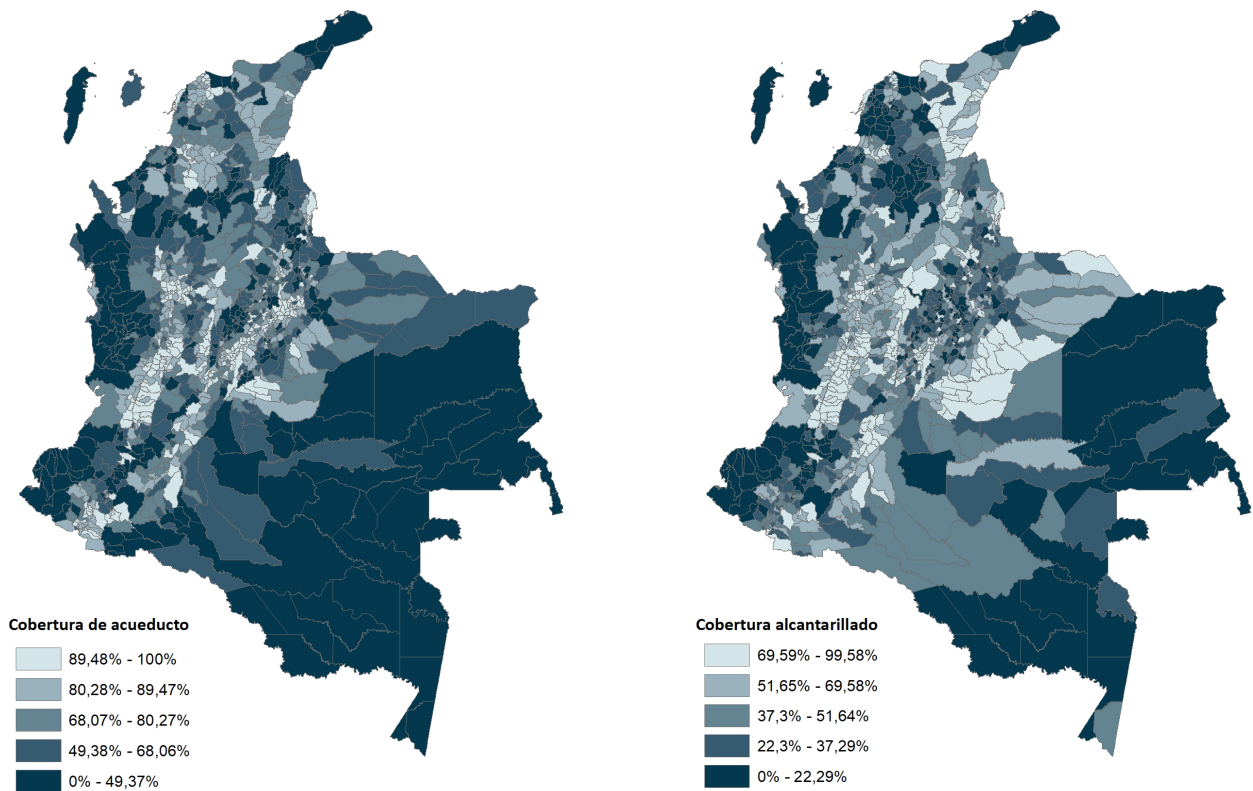 Cobertura de acueducto
89,48% - 100%
80,28% - 89,47%
68,07% - 80,27%
49,38% - 68,06%
0% - 49,37%
Cobertura alcantarillado
69,59% - 99,58%
51,65% - 69,58%
37,3% - 51,64%
22,3% - 37,29%
0% - 22,29%